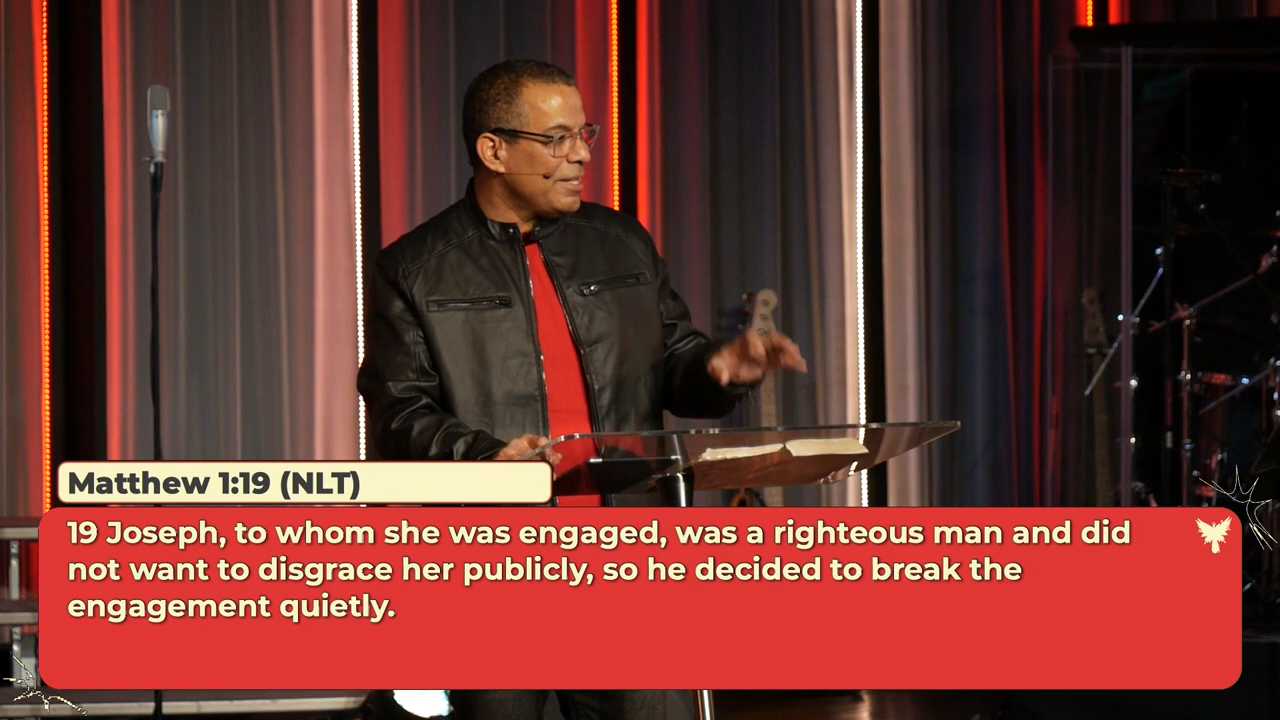 Matthew 1:19 (NLT)
19 Joseph, to whom she was engaged, was a righteous man and did
not want to disgrace her publicly, so he decided to break the
engagement quietly.